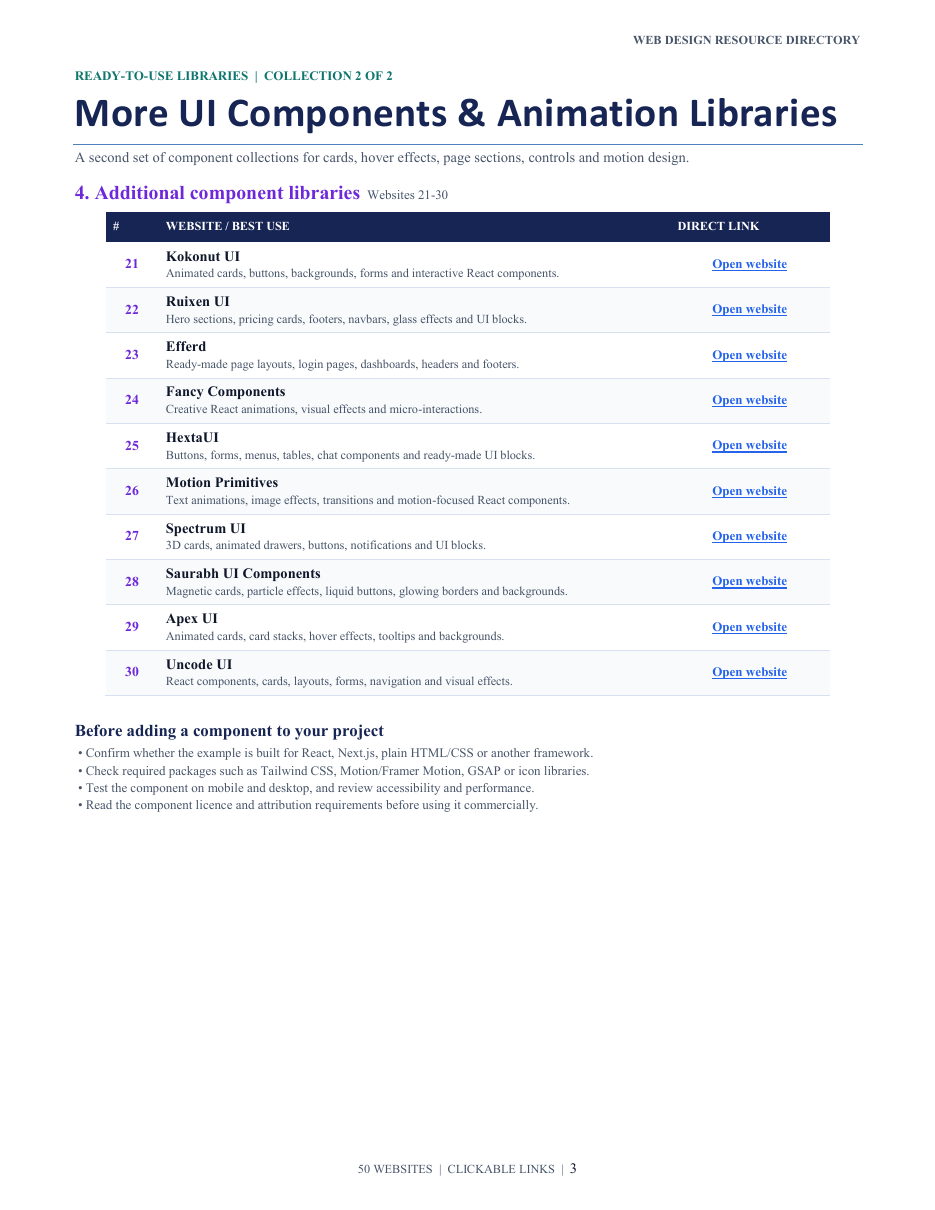 WEB DESIGN RESOURCE DIRECTORY
READY-TO-USE LIBRARIES | COLLECTION 2 OF 2
More UI Components & Animation Libraries
A second set of component collections for cards, hover effects, page sections, controls and motion design.
4. Additional component libraries Websites 21-30
# WEBSITE / BEST USE DIRECT LINK
21 Kokonut UI Open website
Animated cards, buttons, backgrounds, forms and interactive React components.
22 Ruixen UI Open website
Hero sections, pricing cards, footers, navbars, glass effects and UI blocks.
23 Efferd Open website
Ready-made page layouts, login pages, dashboards, headers and footers.
24 Fancy Components Open website
Creative React animations, visual effects and micro-interactions.
25 HextaUI Open website
Buttons, forms, menus, tables, chat components and ready-made UI blocks.
26 Motion Primitives Open website
Text animations, image effects, transitions and motion-focused React components.
27 Spectrum UI Open website
3D cards, animated drawers, buttons, notifications and UI blocks.
28 Saurabh UI Components Open website
Magnetic cards, particle effects, liquid buttons, glowing borders and backgrounds.
29 Apex UI Open website
Animated cards, card stacks, hover effects, tooltips and backgrounds.
30 Uncode UI Open website
React components, cards, layouts, forms, navigation and visual effects.
Before adding a component to your project
• Confirm whether the example is built for React, Next.js, plain HTML/CSS or another framework.
• Check required packages such as Tailwind CSS, Motion/Framer Motion, GSAP or icon libraries.
• Test the component on mobile and desktop, and review accessibility and performance.
• Read the component licence and attribution requirements before using it commercially.
50 WEBSITES | CLICKABLE LINKS | 3